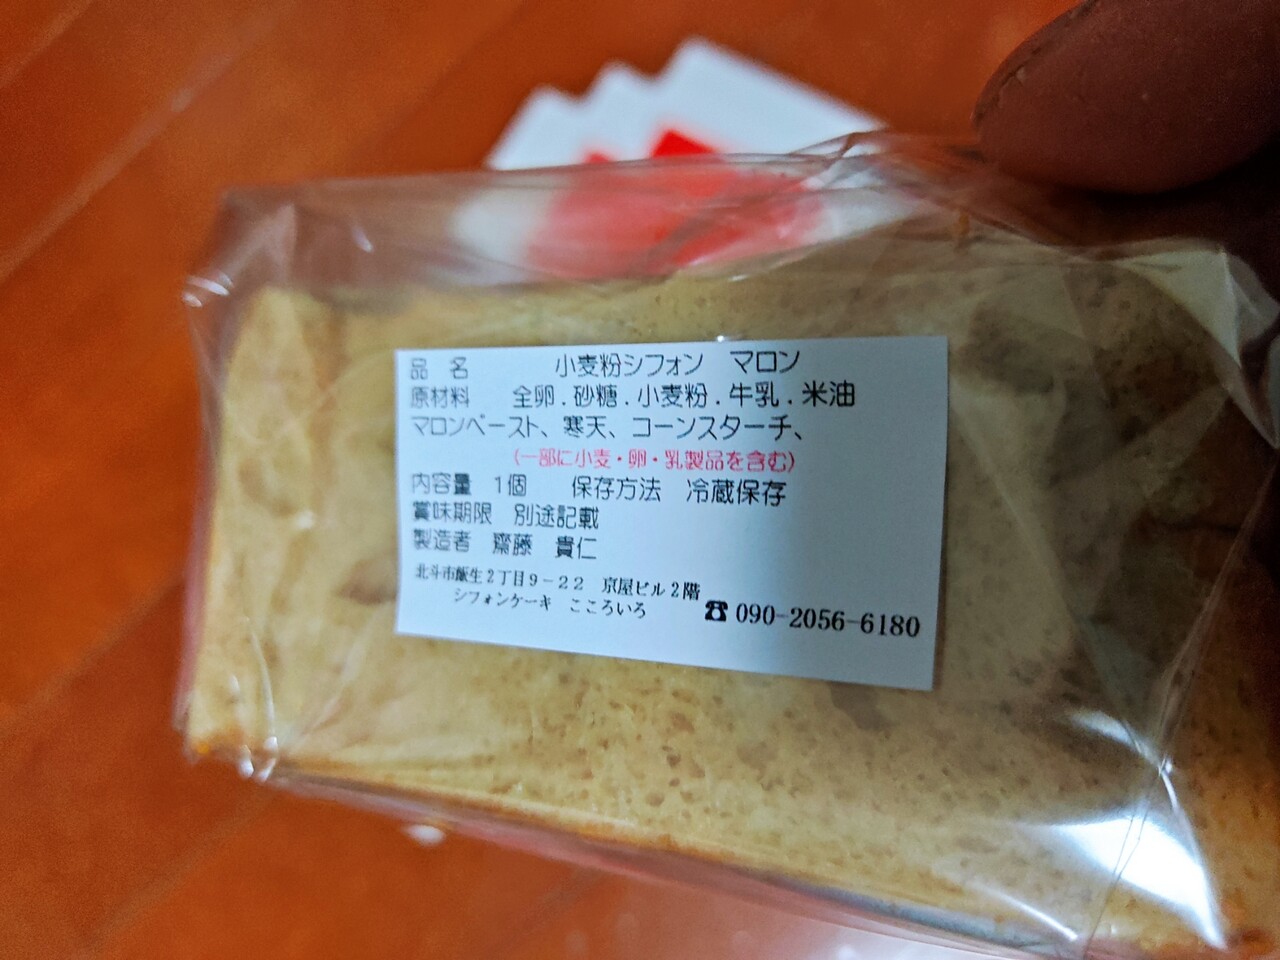 品 名 小麦粉シフォン マロン
原材料 全卵．砂糖．小麦粉．牛乳．米油
マロンペースト、寒天、コーンスターチ、
(一部に小麦・卵・乳製品を含む)
内容量 1個 保存方法 冷蔵保存
賞味期限 別途記載
製造者 齋藤 貴仁
北斗市飯生２丁目９－２２ 京屋ビル２階
シフォンケーキ こころいろ ☎ 090-2056-6180